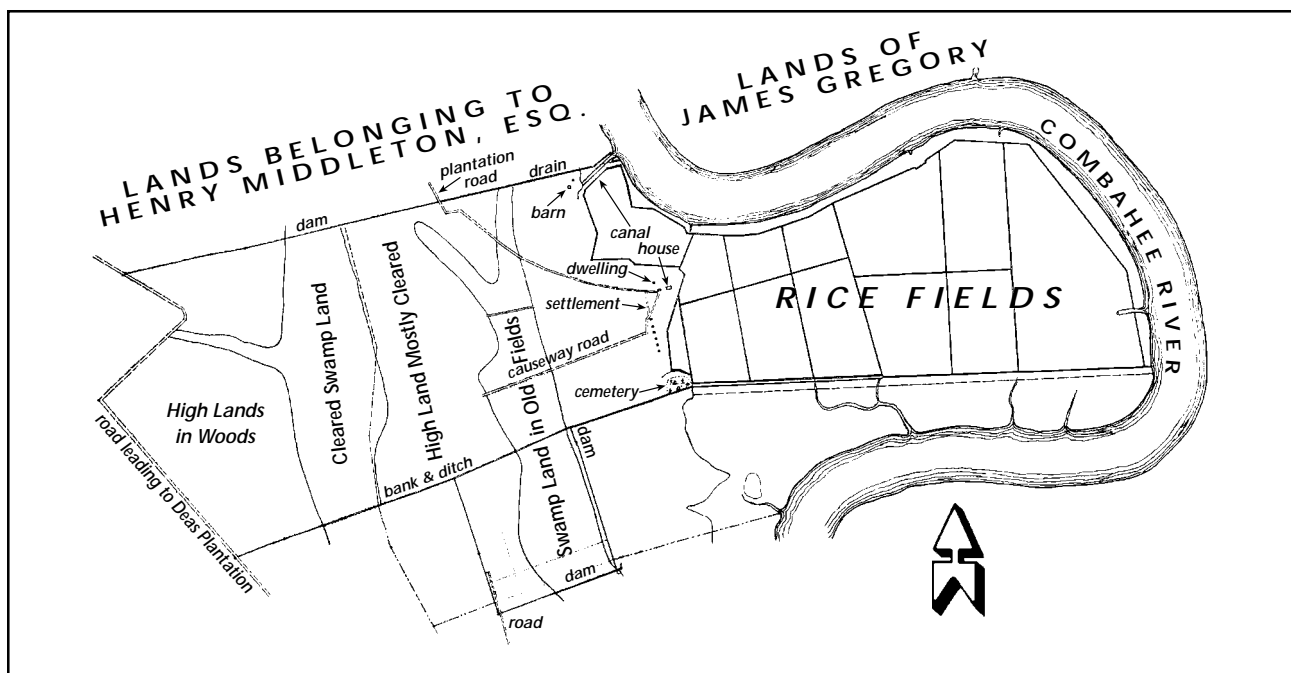 LANDS OF
JAMES GREGORY
LANDS BELONGING TO
HENRY MIDDLETON, ESQ.
COMBAHEE RIVER
plantation
road
drain
barn
dam
canal
house
dwelling
settlement
RICE FIELDS
causeway road
cemetery
Cleared Swamp Land
High Land Mostly Cleared
Swamp Land in Old Fields
High Lands
in Woods
dam
bank & ditch
road leading to Deas Plantation
dam
road